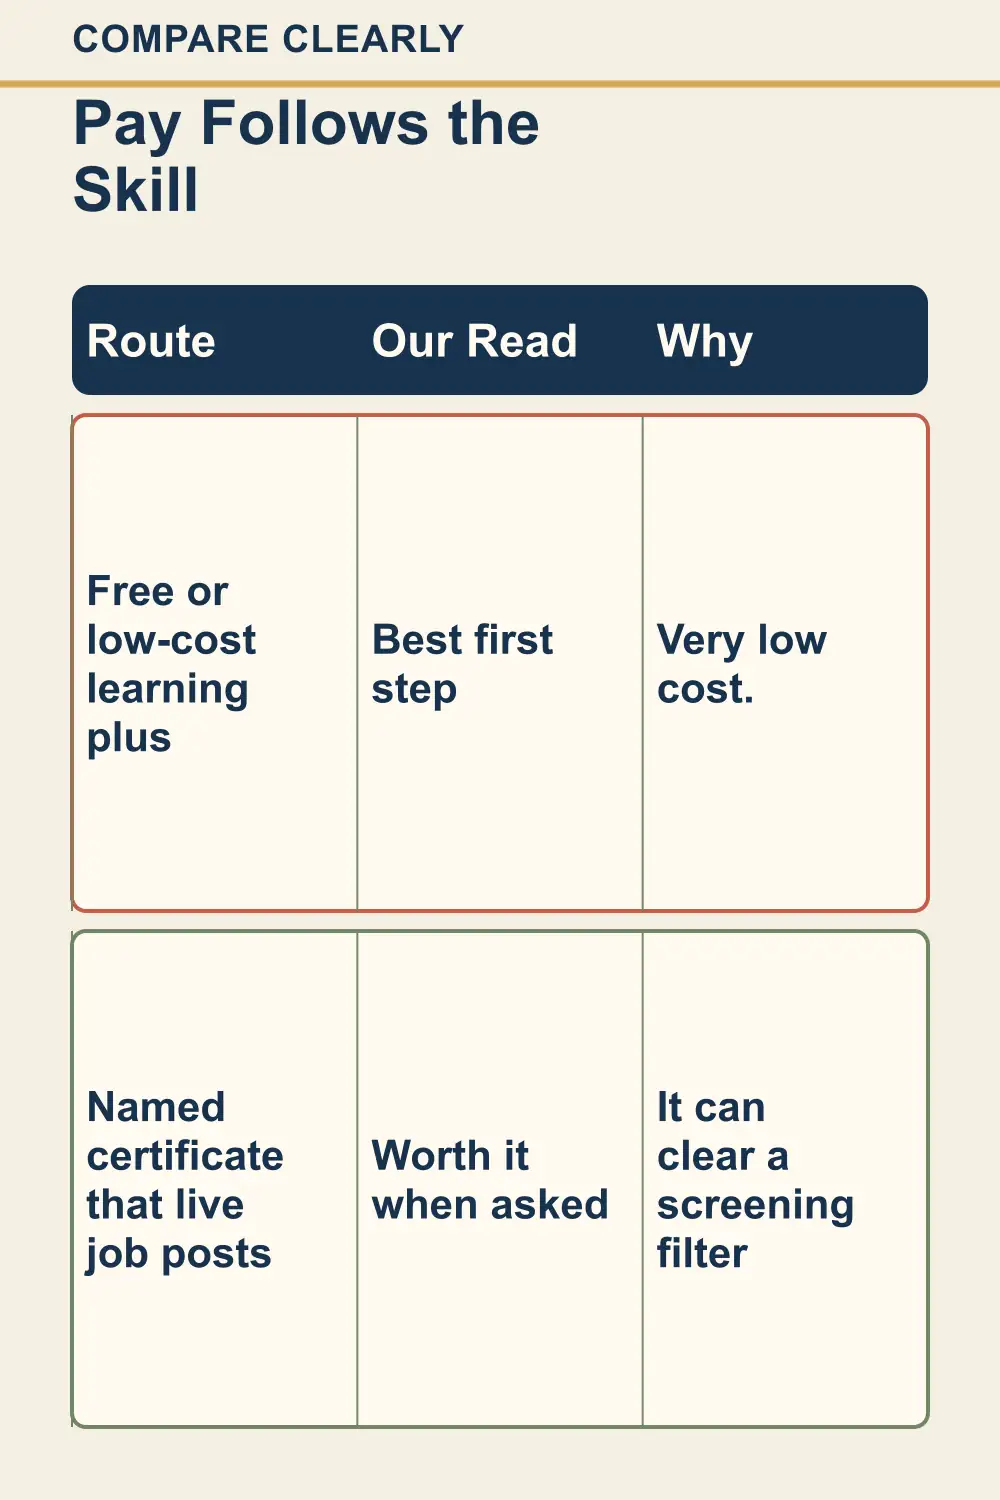 COMPARE CLEARLY
Pay Follows the
Skill
Route
Our Read
Why
Free or
low-cost
learning
plus
Best first
step
Very low
cost.
Named
certificate
that live
job posts
Worth it
when asked
It can
clear a
screening
filter